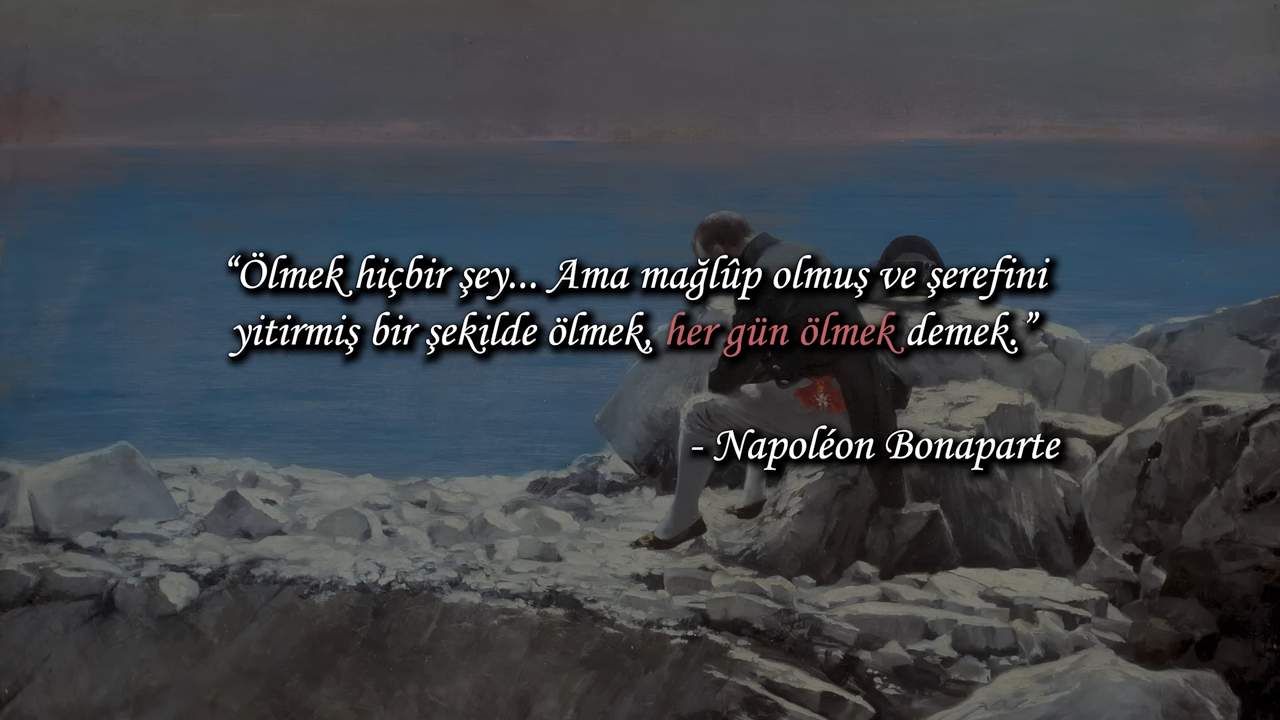 “Ölmek hiçbir şey... Ama mağlûp olmuş ve şerefini
yitirmiş bir şekilde ölmek, her gün ölmek demek.”
- Napoléon Bonaparte